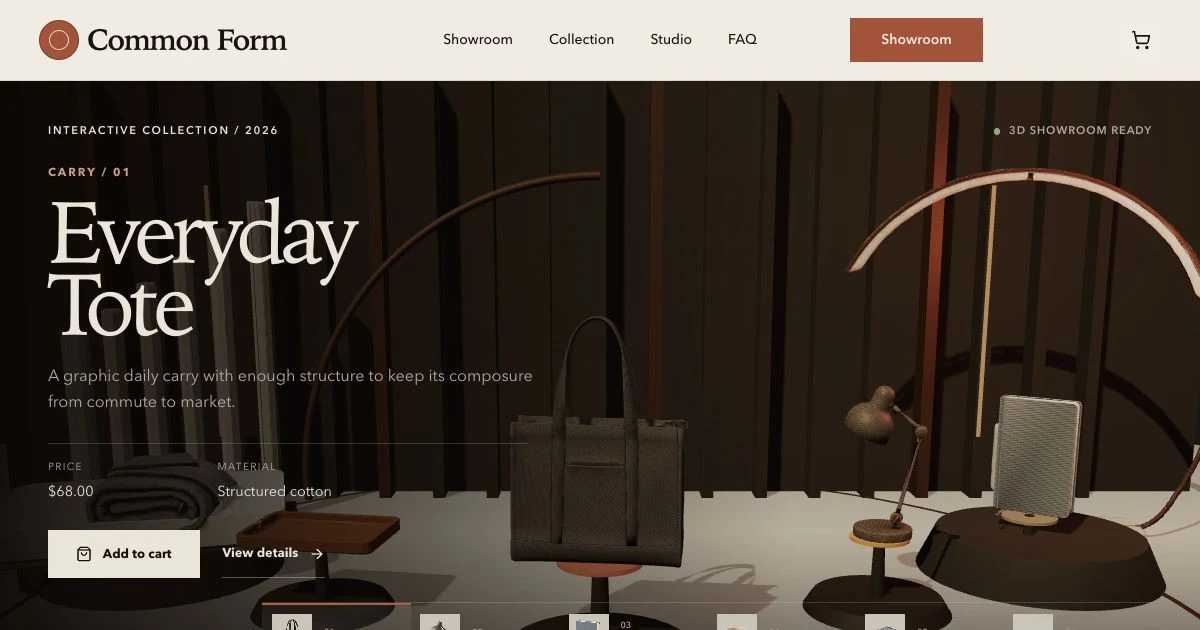 Common Form
Showroom
Collection
Studio
FAQ
Showroom
INTERACTIVE COLLECTION / 2026
3D SHOWROOM READY
CARRY / 01
Everyday
Tote
A graphic daily carry with enough structure to keep its composure
from commute to market.
PRICE
MATERIAL
$68.00
Structured cotton
Add to cart
View details
03